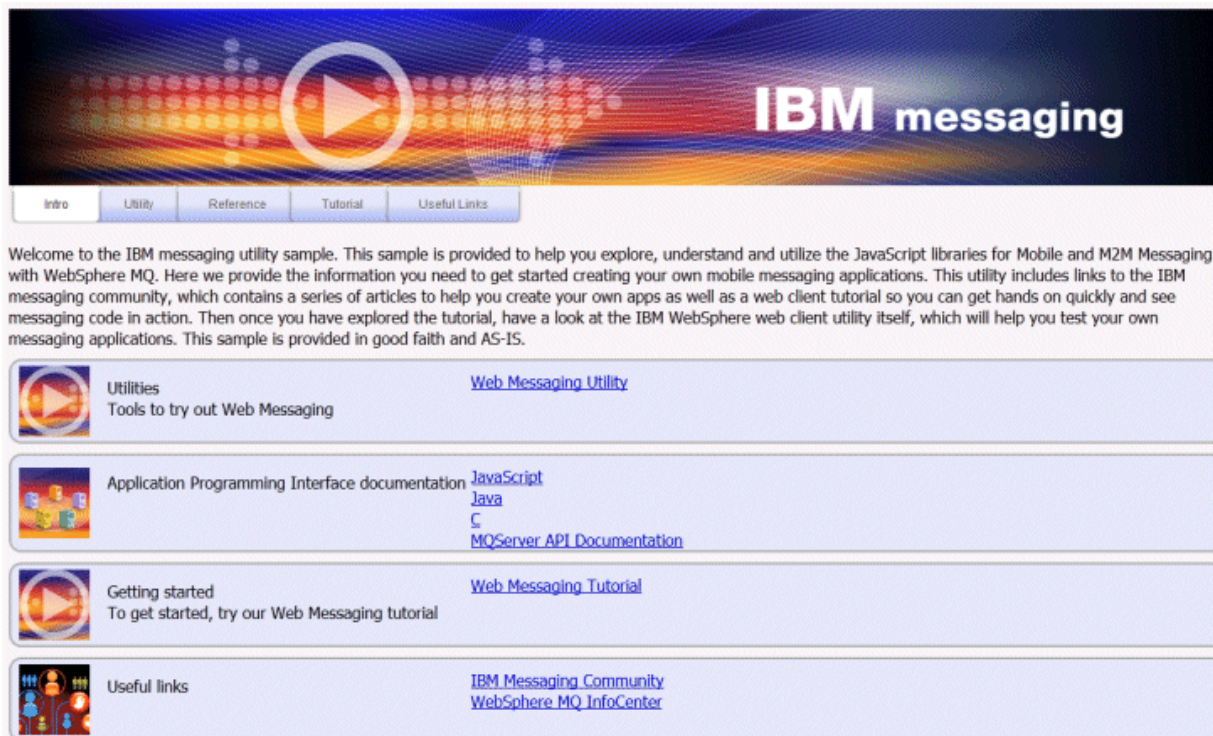 IBM messaging
Intro Utility Reference Tutorial Useful Links
Welcome to the IBM messaging utility sample. This sample is provided to help you explore, understand and utilize the JavaScript libraries for Mobile and M2M Messaging
with WebSphere MQ. Here we provide the information you need to get started creating your own mobile messaging applications. This utility includes links to the IBM
messaging community, which contains a series of articles to help you create your own apps as well as a web client tutorial so you can get hands on quickly and see
messaging code in action. Then once you have explored the tutorial, have a look at the IBM WebSphere web client utility itself, which will help you test your own
messaging applications. This sample is provided in good faith and AS-IS.
Utilities
Tools to try out Web Messaging
Web Messaging Utility
Application Programming Interface documentation
JavaScript
Java
C
MQServer API Documentation
Getting started
To get started, try our Web Messaging tutorial
Web Messaging Tutorial
Useful links
IBM Messaging Community
WebSphere MQ InfoCenter